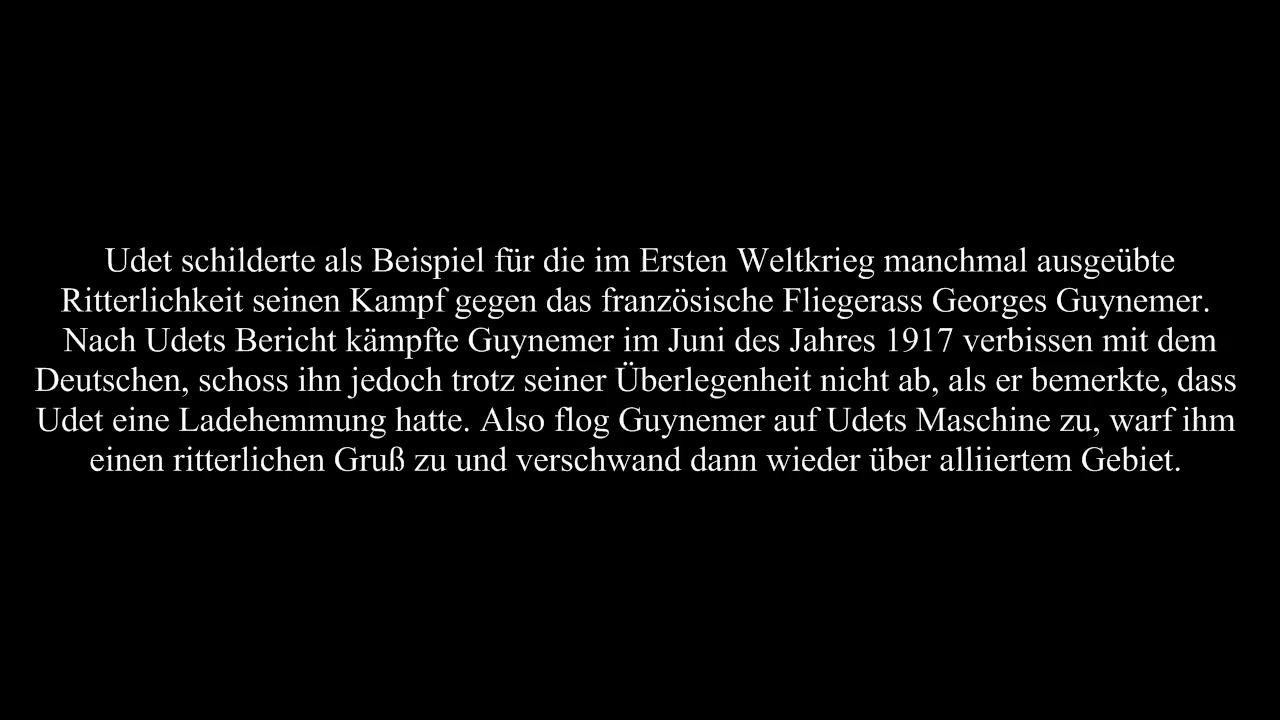 Udet schilderte als Beispiel für die im Ersten Weltkrieg manchmal ausgeübte
Ritterlichkeit seinen Kampf gegen das französische Fliegerass Georges Guynemer.
Nach Udets Bericht kämpfte Guynemer im Juni des Jahres 1917 verbissen mit dem
Deutschen, schoss ihn jedoch trotz seiner Überlegenheit nicht ab, als er bemerkte, dass
Udet eine Ladehemmung hatte. Also flog Guynemer auf Udets Maschine zu, warf ihm
einen ritterlichen Gruß zu und verschwand dann wieder über alliiertem Gebiet.